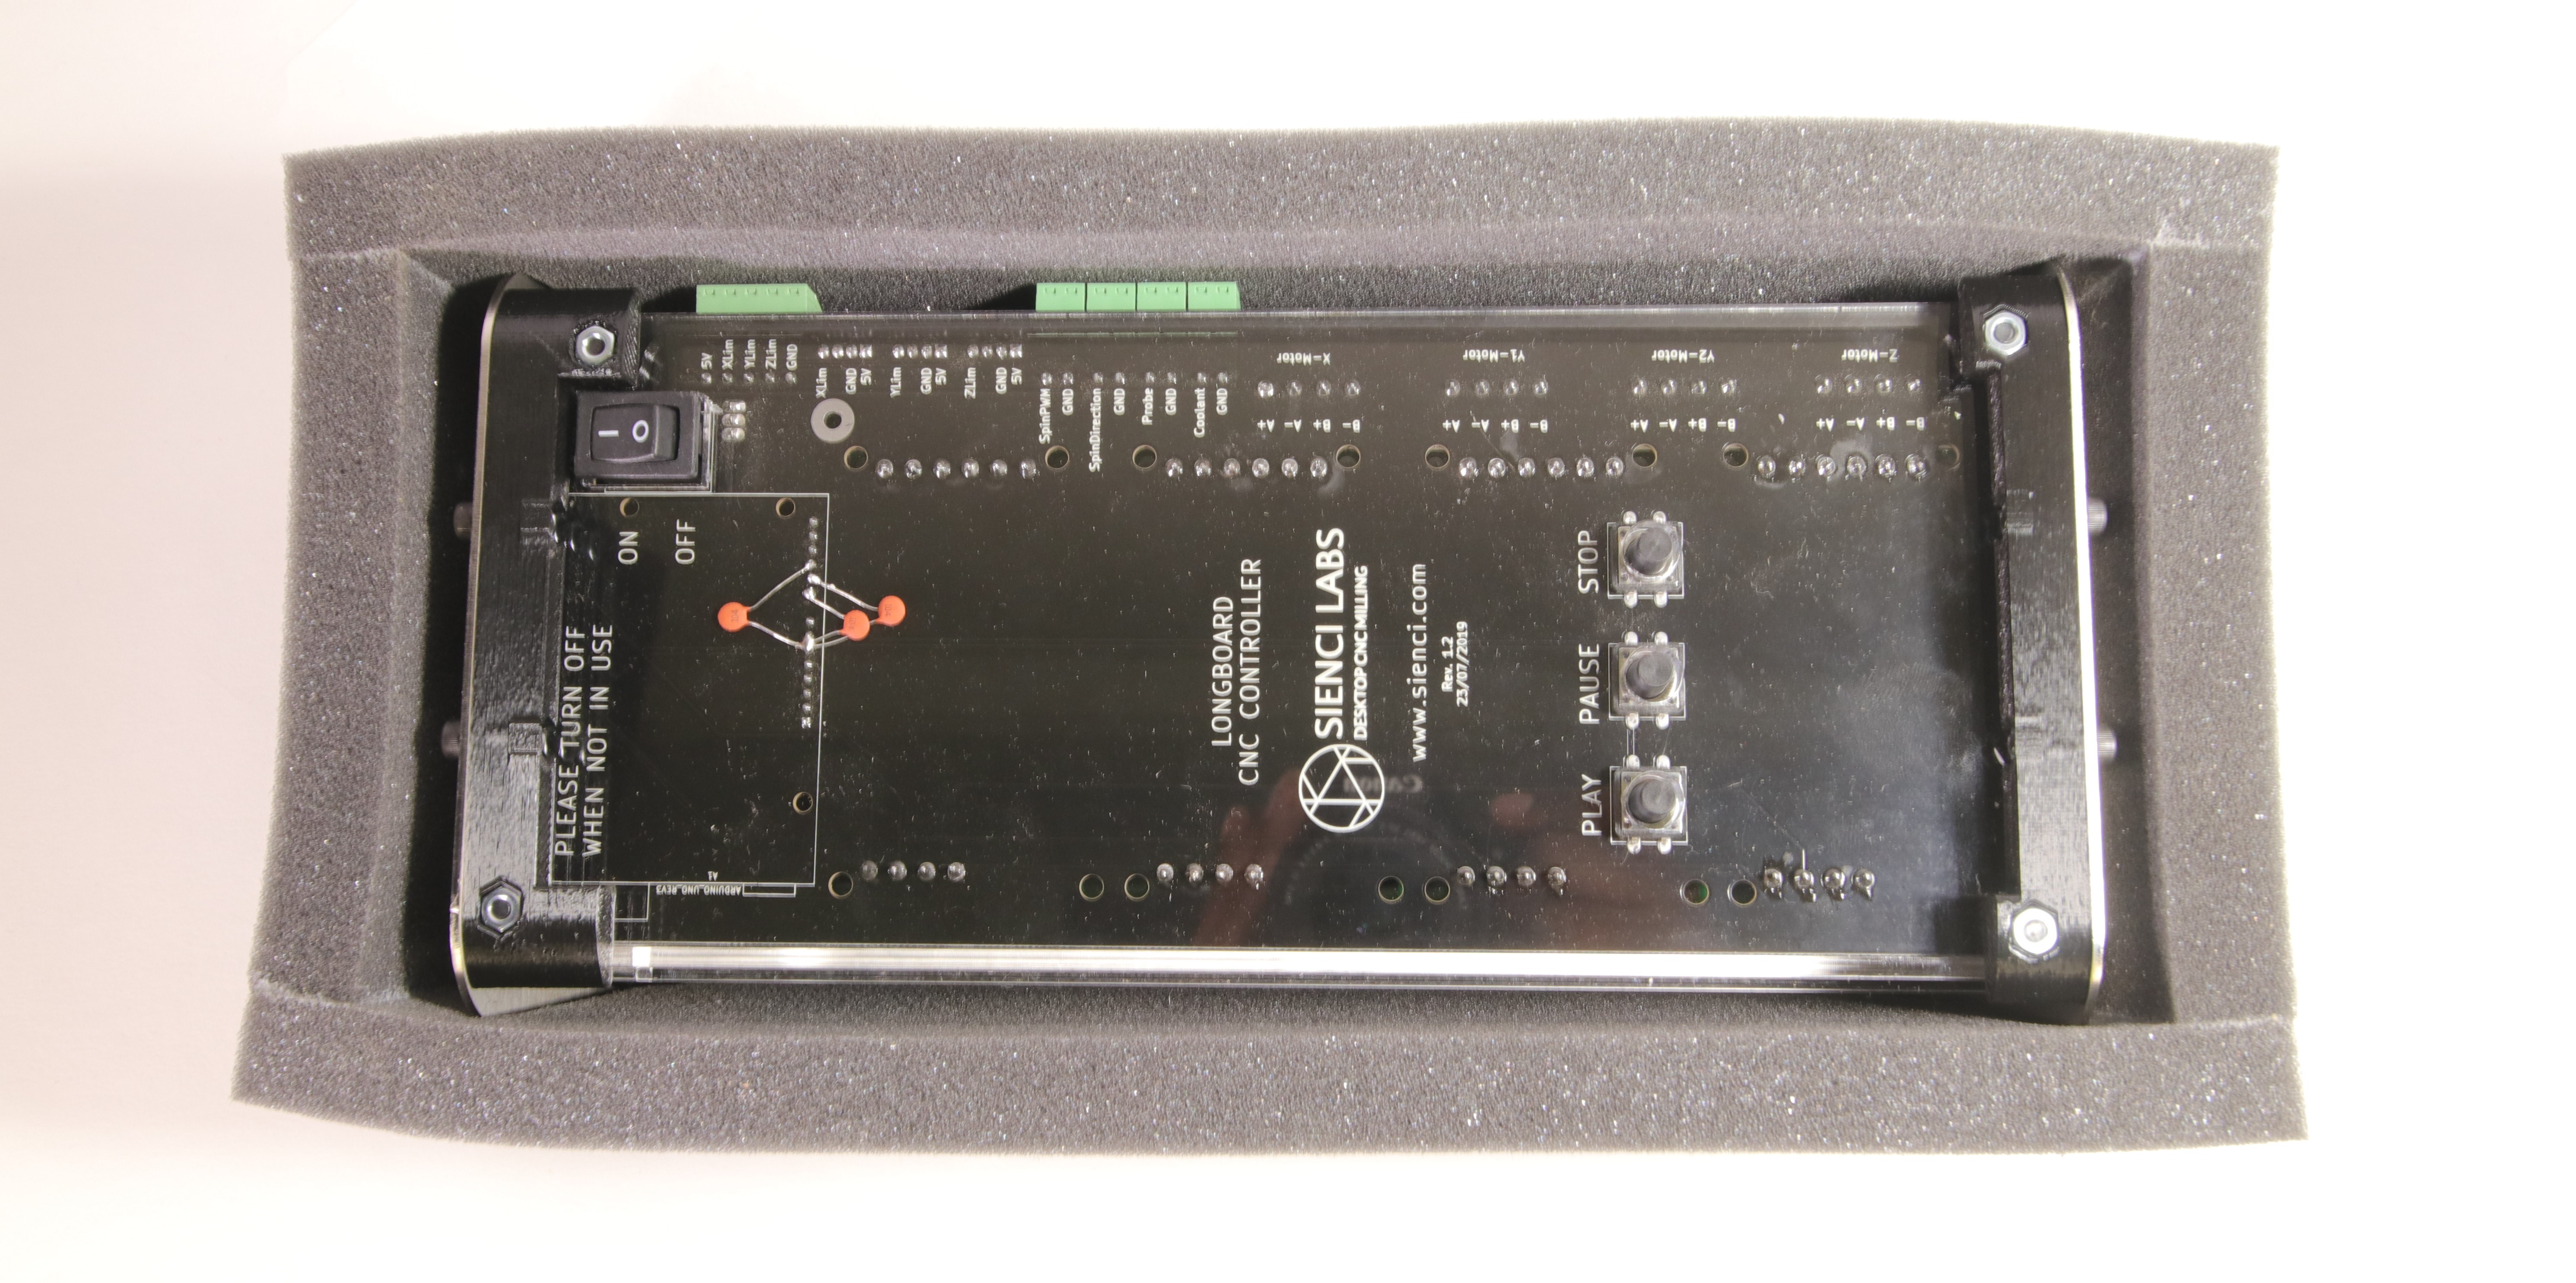 5V
XLim
YLim
ZLim
GND
XLim
GND
5V
YLim
GND
5V
ZLim
GND
5V
SpinPWM
GND
SpinDirection
GND
Probe
GND
Coolant
GND
X-Motor
A+ A- B+ B-
Y1-Motor
A+ A- B+ B-
Y2-Motor
A+ A- B+ B-
Z-Motor
A+ A- B+ B-
I O
ON
OFF
PLEASE TURN OFF
WHEN NOT IN USE
A1
ARDUINO_UNO_REV3
LONGBOARD
CNC CONTROLLER
SIENCI LABS
DESKTOP CNC MILLING
www.sienci.com
Rev. 1.2
23/07/2019
STOP
PAUSE
PLAY
Canon